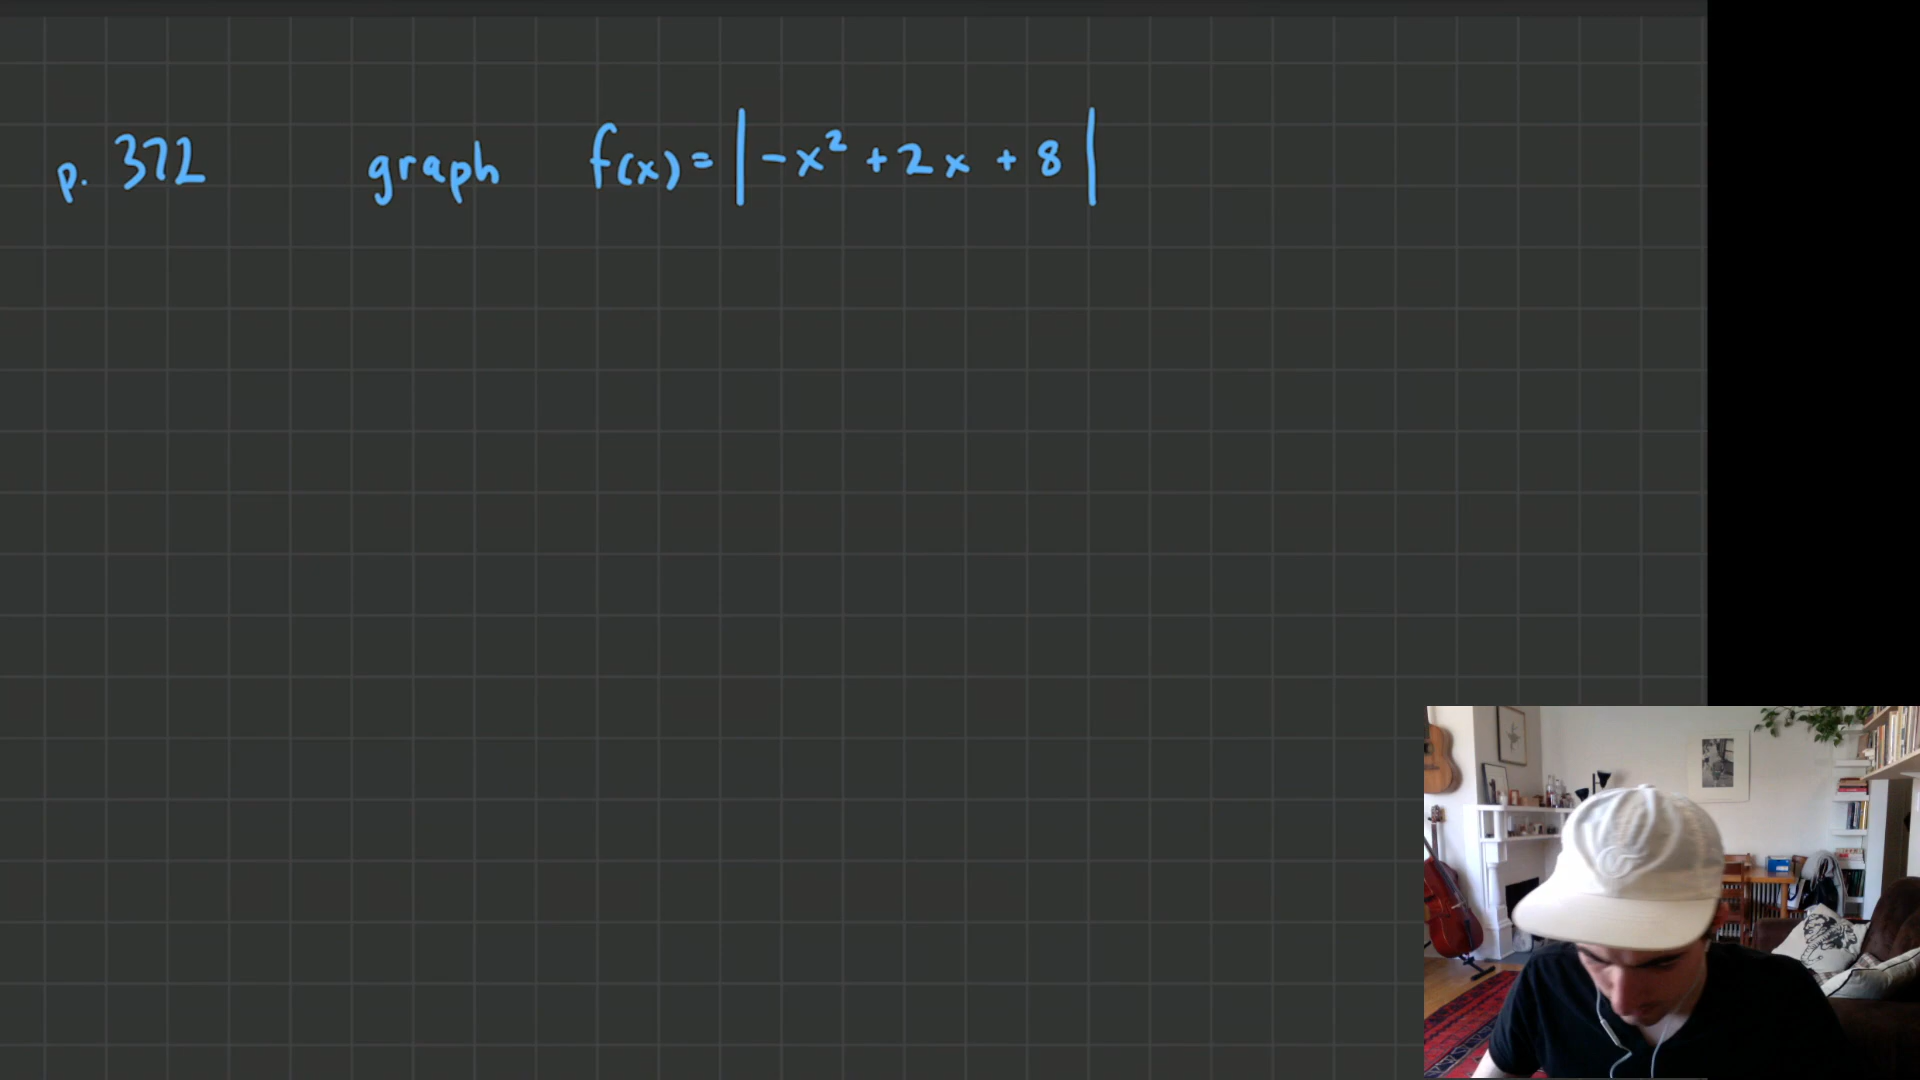 p. 372 graph f(x) = |-x² + 2x + 8|